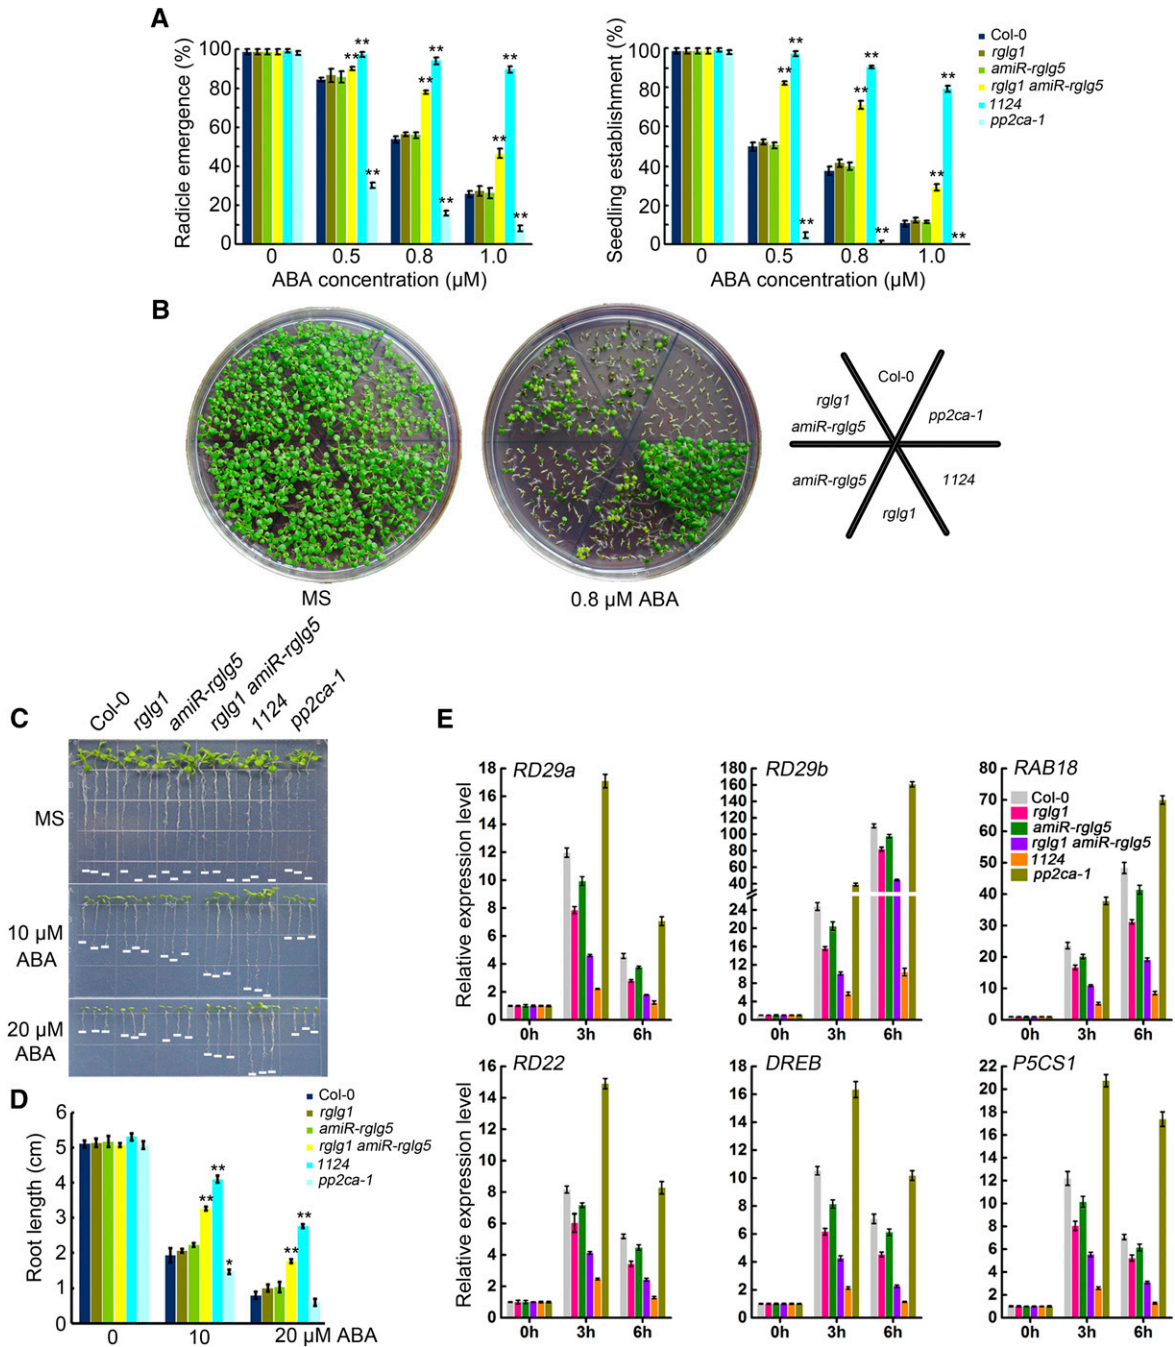 A
Radicle emergence (%)
100
80
60
40
20
0
** ** ** ** ** ** ** ** **
0 0.5 0.8 1.0
ABA concentration (µM)
Seedling establishment (%)
100
80
60
40
20
0
** ** ** ** ** ** ** ** **
0 0.5 0.8 1.0
ABA concentration (µM)
Col-0
rglg1
amiR-rglg5
rglg1 amiR-rglg5
1124
pp2ca-1
B
MS
0.8 µM ABA
Col-0
rglg1
amiR-rglg5
pp2ca-1
amiR-rglg5
1124
rglg1
C
Col-0
rglg1
amiR-rglg5
rglg1 amiR-rglg5
1124
pp2ca-1
MS
10 µM
ABA
20 µM
ABA
D
Root length (cm)
6
5
4
3
2
1
0
** ** * ** **
0 10 20 µM ABA
Col-0
rglg1
amiR-rglg5
rglg1 amiR-rglg5
1124
pp2ca-1
E
Relative expression level
RD29a
18
16
14
12
10
8
6
4
2
0
0h 3h 6h
RD29b
180
160
140
120
100
80
60
40
24
20
16
12
8
4
0
0h 3h 6h
RAB18
80
70
60
50
40
30
20
10
0
0h 3h 6h
Col-0
rglg1
amiR-rglg5
rglg1 amiR-rglg5
1124
pp2ca-1
Relative expression level
RD22
16
14
12
10
8
6
4
2
0
0h 3h 6h
DREB
18
16
14
12
10
8
6
4
2
0
0h 3h 6h
P5CS1
22
20
18
16
14
12
10
8
6
4
2
0
0h 3h 6h